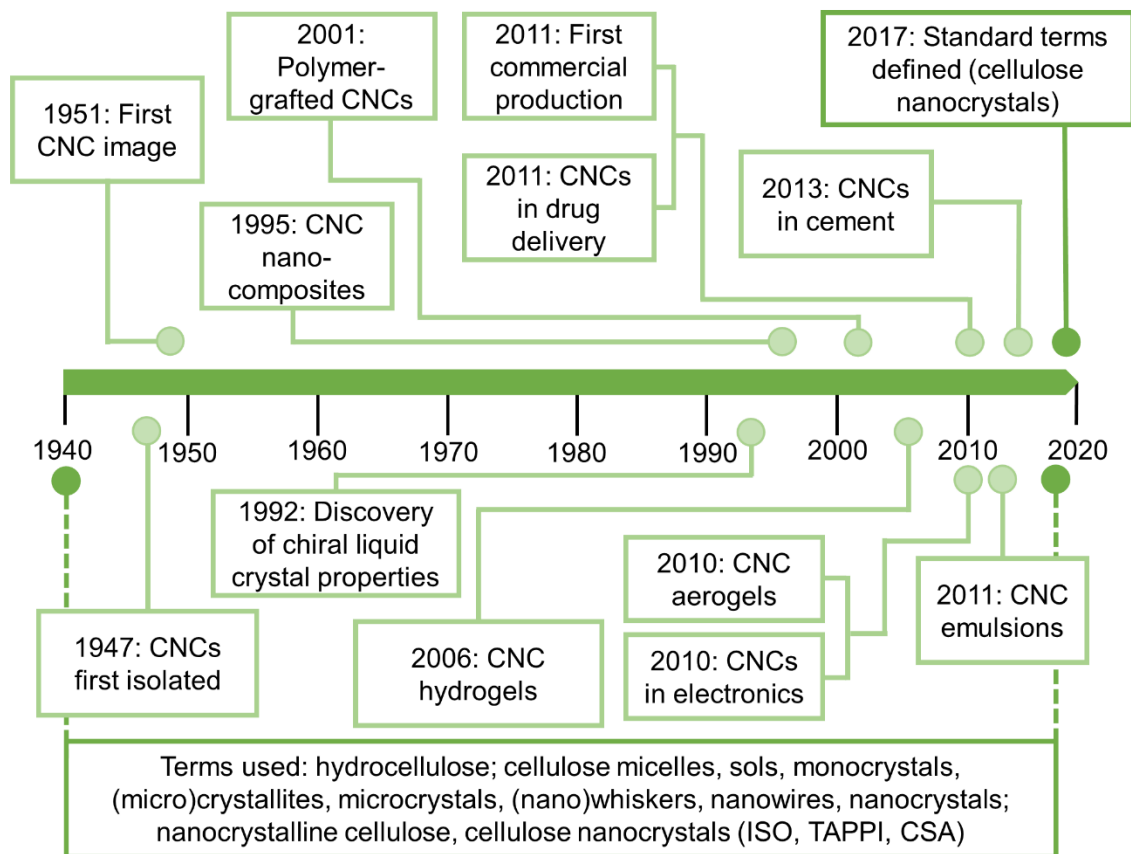 1951: First
CNC image
2001:
Polymer-
grafted CNCs
1995: CNC
nano-
composites
2011: First
commercial
production
2011: CNCs
in drug
delivery
2013: CNCs
in cement
2017: Standard terms
defined (cellulose
nanocrystals)
1940 1950 1960 1970 1980 1990 2000 2010 2020
1947: CNCs
first isolated
1992: Discovery
of chiral liquid
crystal properties
2006: CNC
hydrogels
2010: CNC
aerogels
2010: CNCs
in electronics
2011: CNC
emulsions
Terms used: hydrocellulose; cellulose micelles, sols, monocrystals,
(micro)crystallites, microcrystals, (nano)whiskers, nanowires, nanocrystals;
nanocrystalline cellulose, cellulose nanocrystals (ISO, TAPPI, CSA)